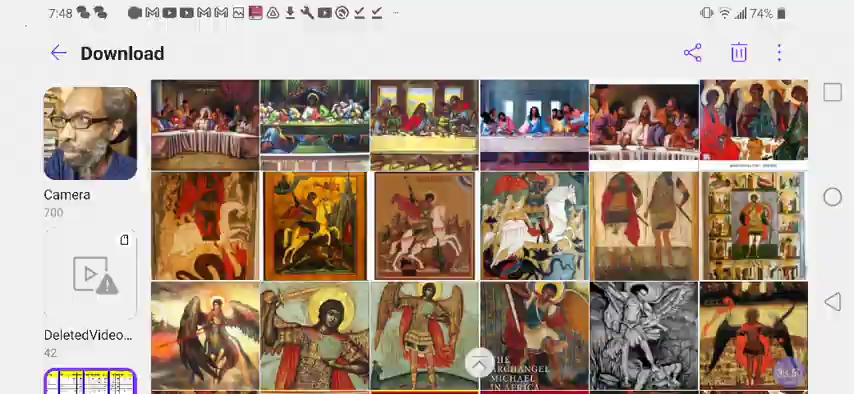 7:48
74%
Download
Camera
700
DeletedVideo...
42
THE
ARCHANGEL
MICHAEL
IN AFRICA